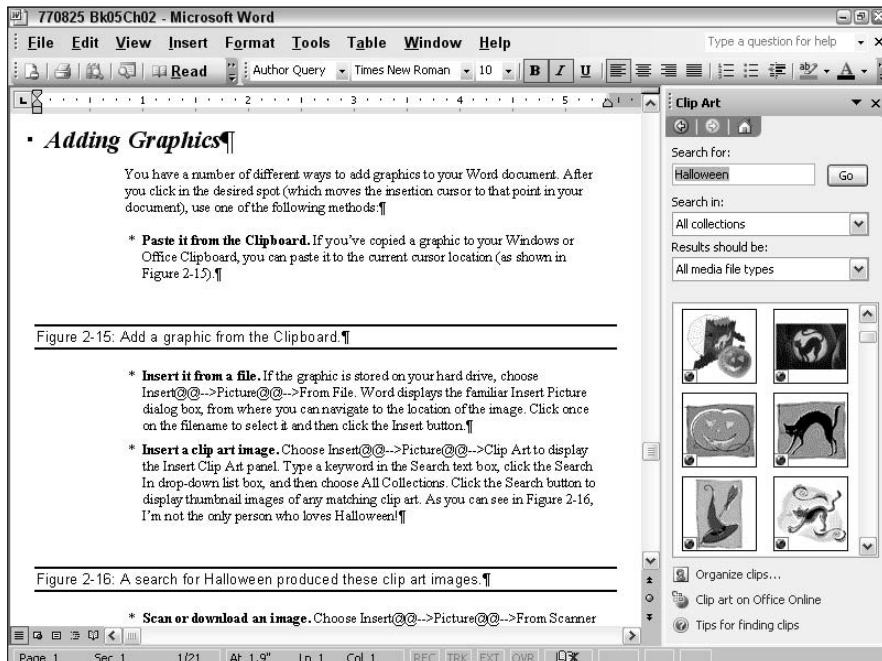 770825 Bk05Ch02 - Microsoft Word
File Edit View Insert Format Tools Table Window Help
Type a question for help
Read Author Query Times New Roman 10 B I U
1 2 3 4 5
Adding Graphics¶
You have a number of different ways to add graphics to your Word document. After
you click in the desired spot (which moves the insertion cursor to that point in your
document), use one of the following methods:¶
* Paste it from the Clipboard. If you've copied a graphic to your Windows or
Office Clipboard, you can paste it to the current cursor location (as shown in
Figure 2-15).¶
Figure 2-15: Add a graphic from the Clipboard.¶
* Insert it from a file. If the graphic is stored on your hard drive, choose
Insert@@-->Picture@@-->From File. Word displays the familiar Insert Picture
dialog box, from where you can navigate to the location of the image. Click once
on the filename to select it and then click the Insert button.¶
* Insert a clip art image. Choose Insert@@-->Picture@@-->Clip Art to display
the Insert Clip Art panel. Type a keyword in the Search text box, click the Search
In drop-down list box, and then choose All Collections. Click the Search button to
display thumbnail images of any matching clip art. As you can see in Figure 2-16,
I'm not the only person who loves Halloween!¶
Figure 2-16: A search for Halloween produced these clip art images.¶
* Scan or download an image. Choose Insert@@-->Picture@@-->From Scanner
Clip Art
Search for:
Halloween Go
Search in:
All collections
Results should be:
All media file types
Organize clips...
Clip art on Office Online
Tips for finding clips
Page 1 Sec 1 1/21 At 1.9" Ln 1 Col 1 REC TRK EXT OVR